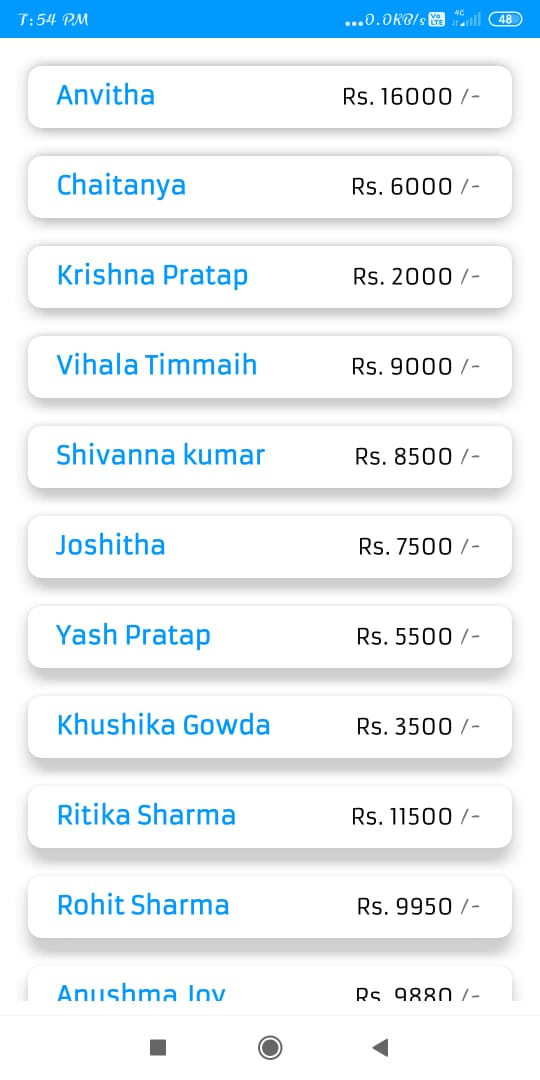 7:54 PM ...0.0KB/s Vo LTE 4G 48
Anvitha Rs. 16000 /-
Chaitanya Rs. 6000 /-
Krishna Pratap Rs. 2000 /-
Vihala Timmaih Rs. 9000 /-
Shivanna kumar Rs. 8500 /-
Joshitha Rs. 7500 /-
Yash Pratap Rs. 5500 /-
Khushika Gowda Rs. 3500 /-
Ritika Sharma Rs. 11500 /-
Rohit Sharma Rs. 9950 /-
Anushma Joy Rs. 9880 /-